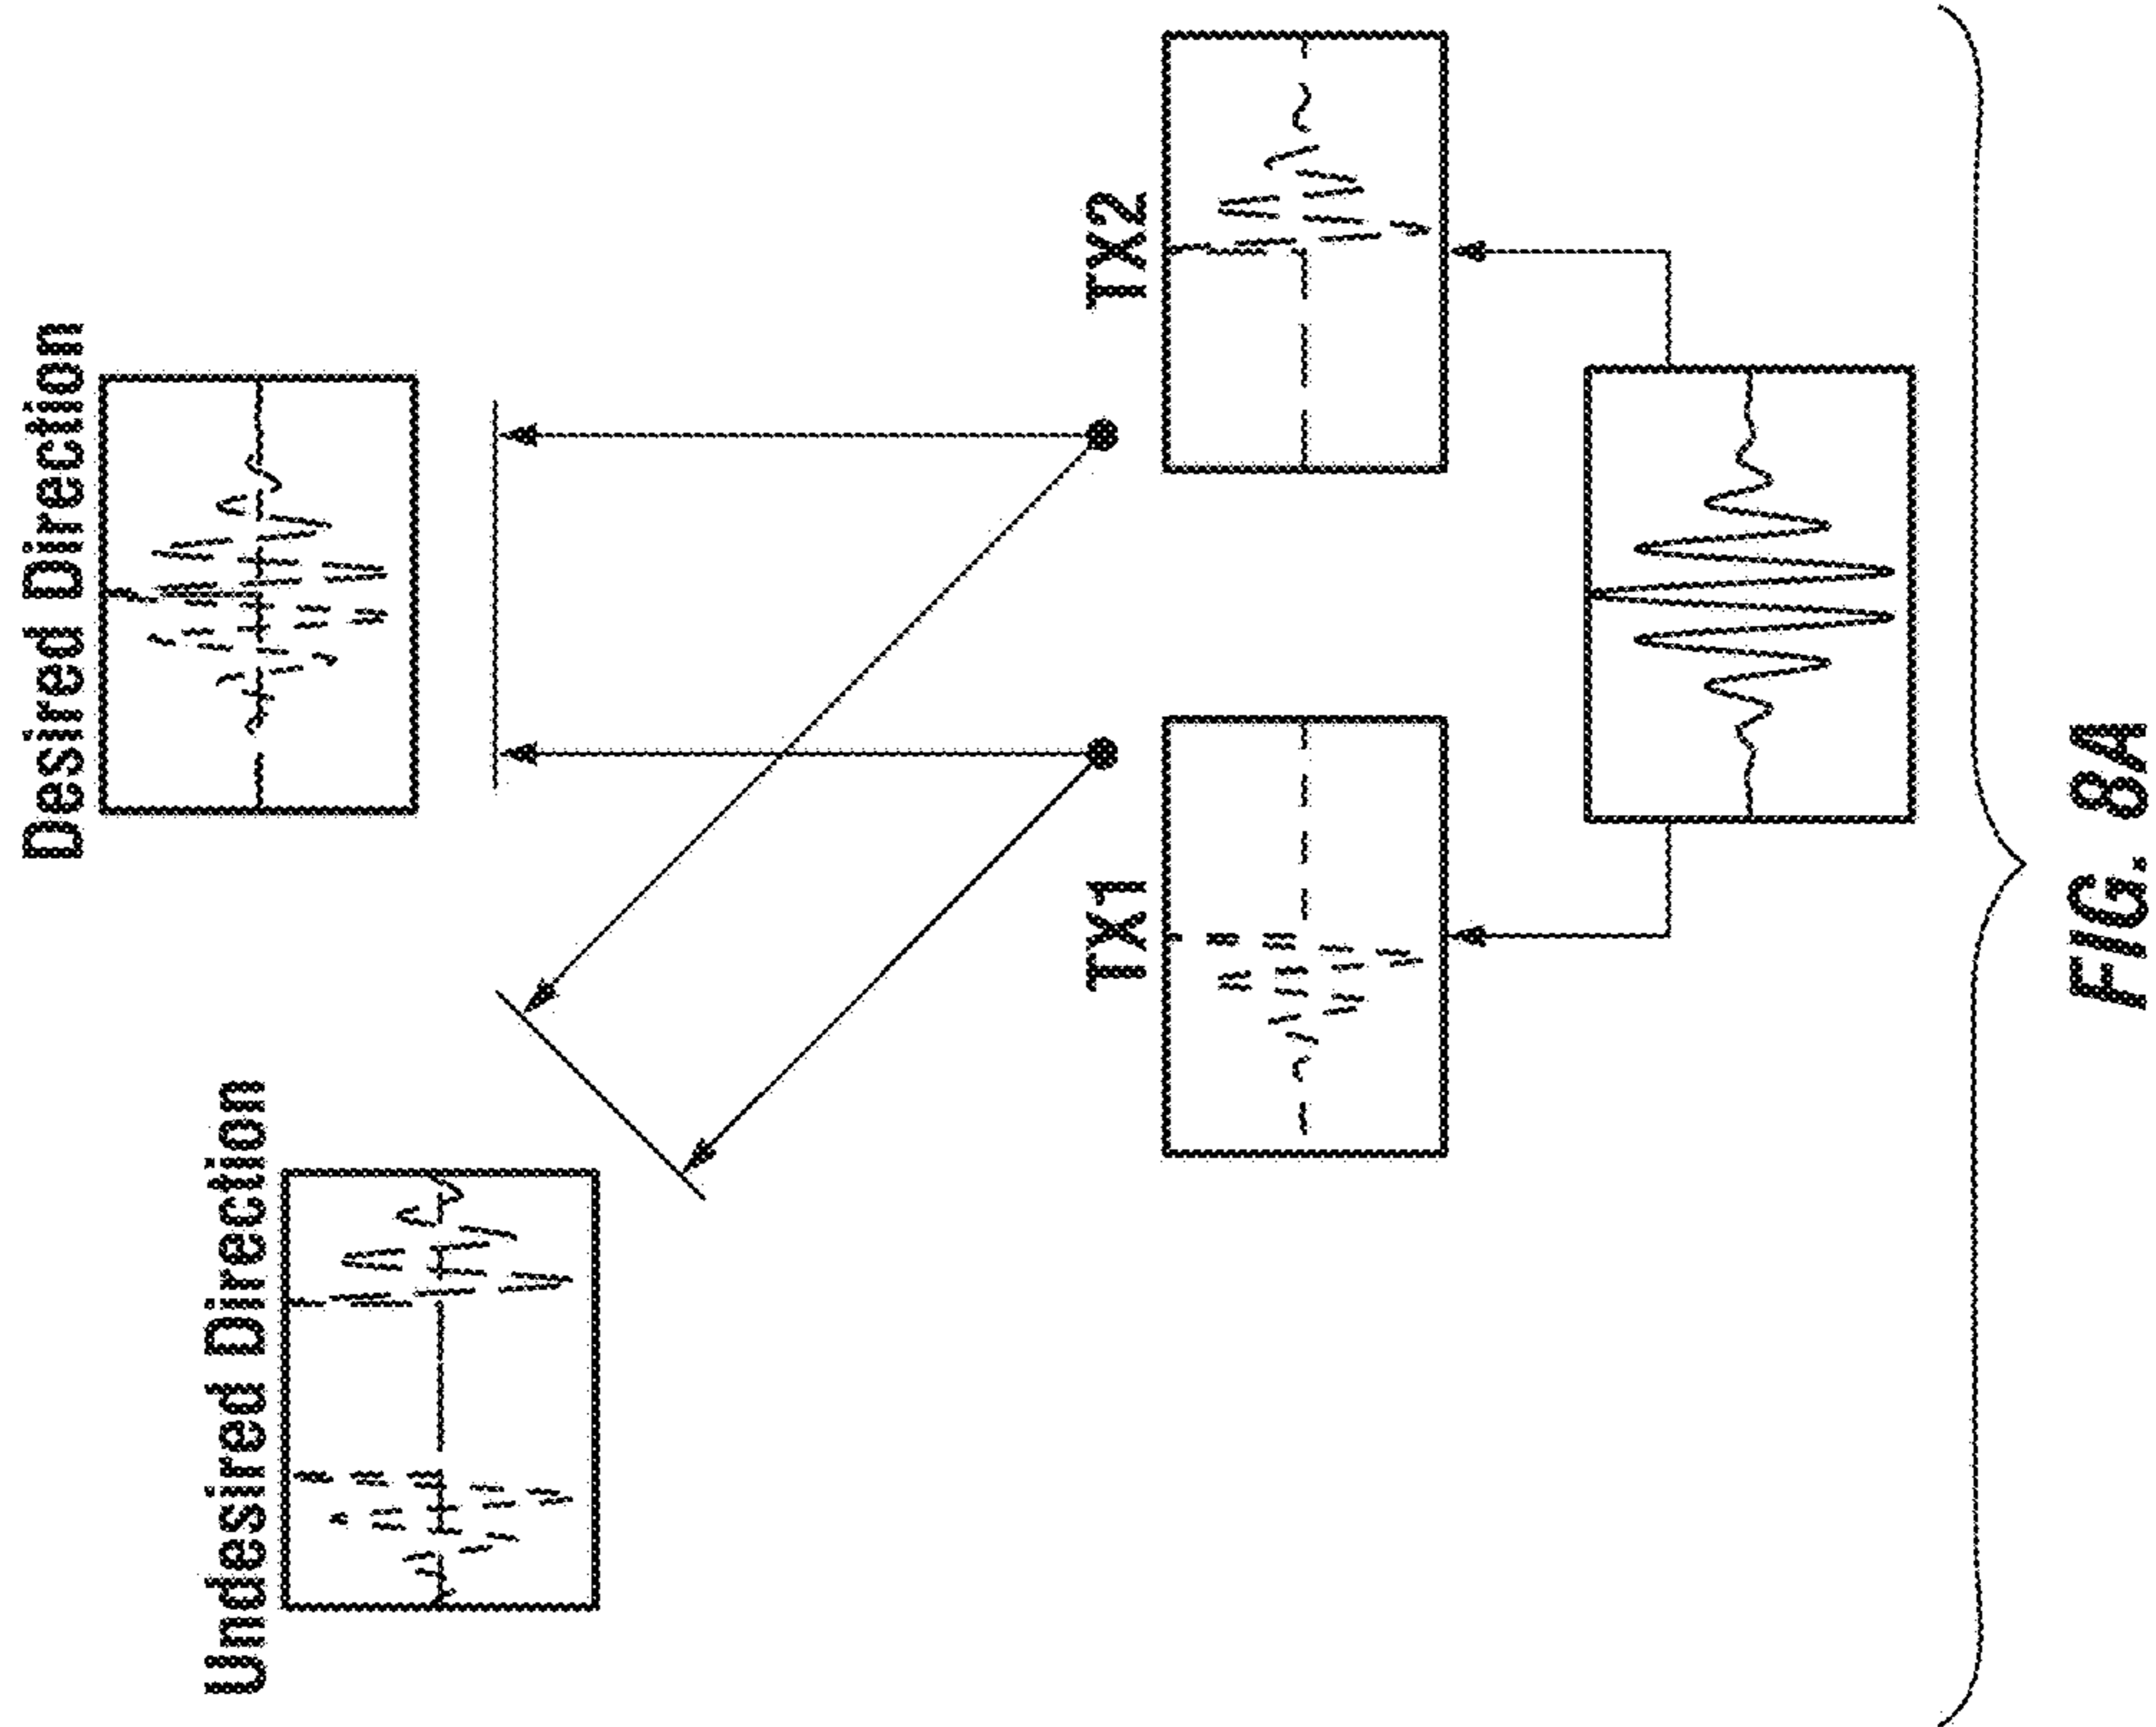 Undesired Direction
Desired Direction
TX1
TX2
FIG. 8A